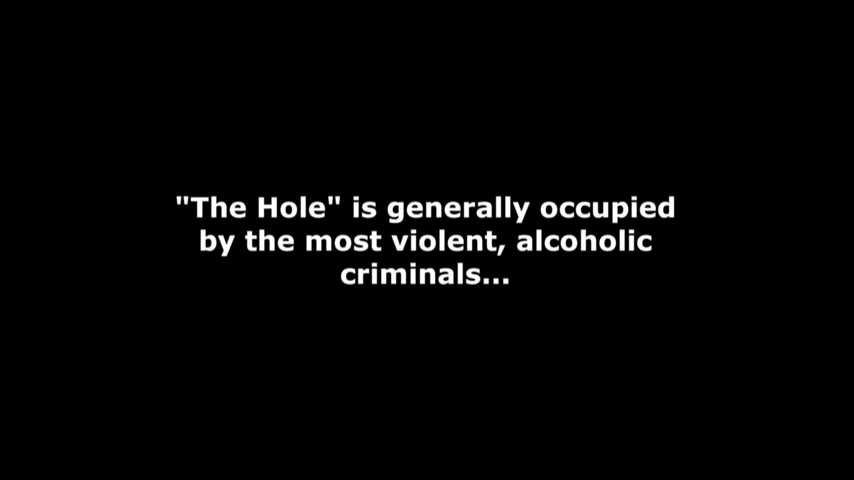 "The Hole" is generally occupied
by the most violent, alcoholic
criminals...